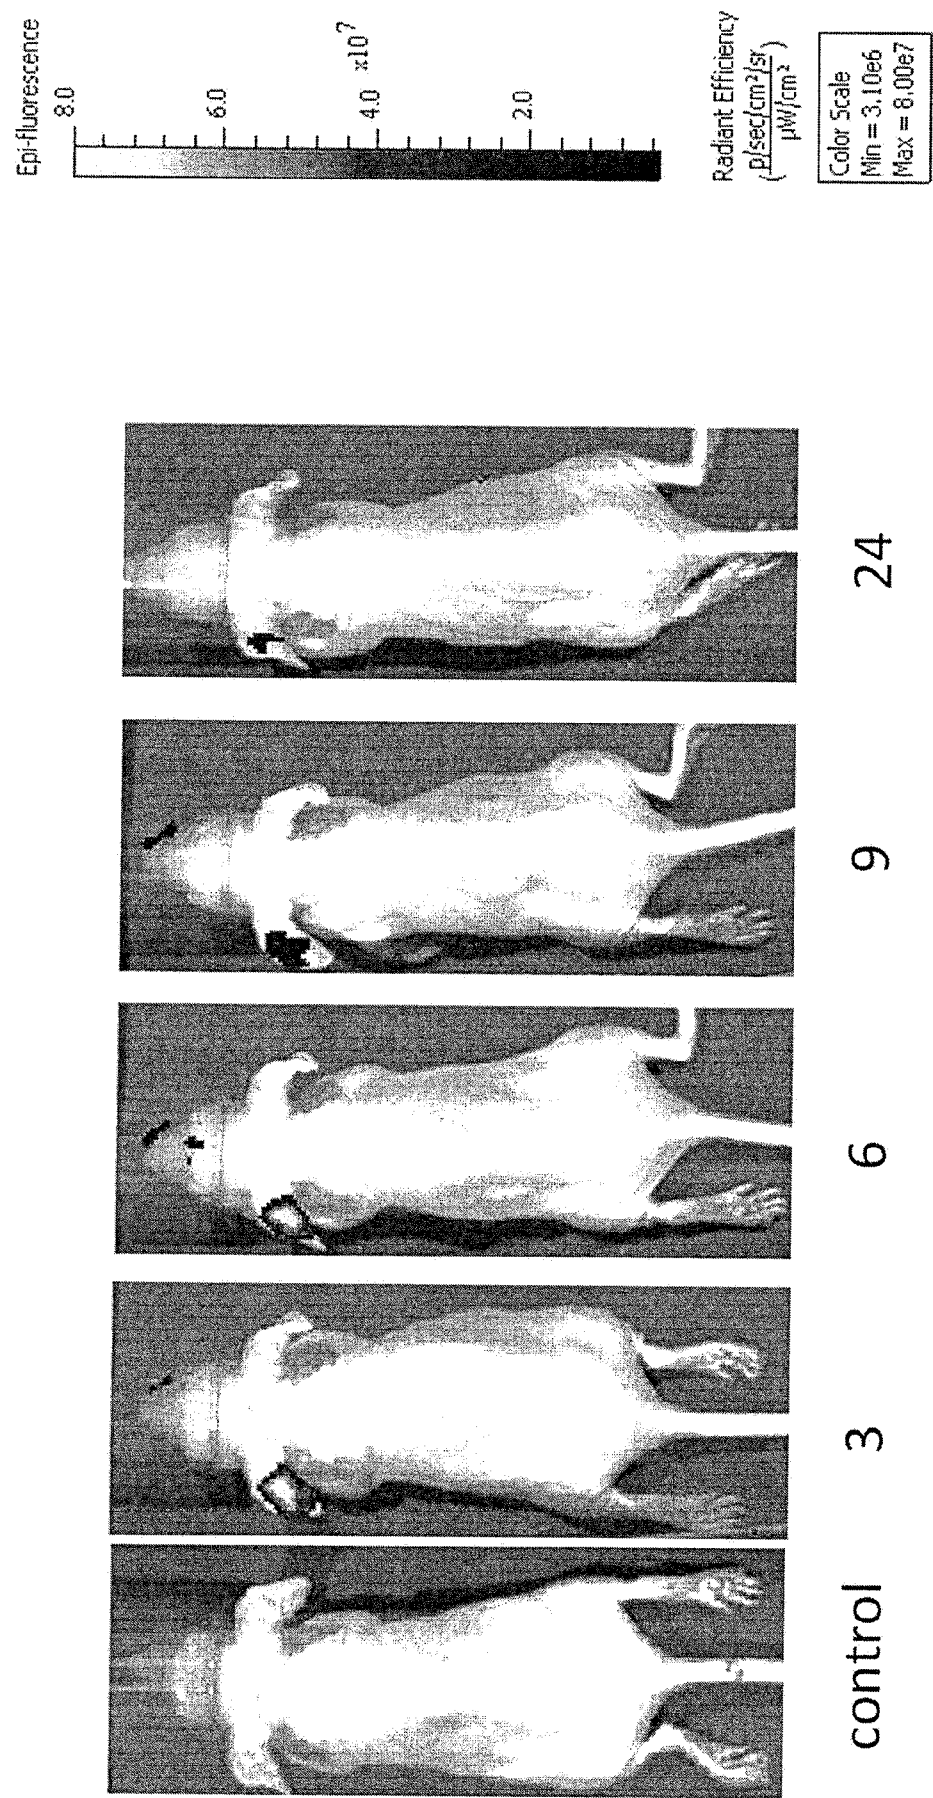 Epi-fluorescence
8.0
6.0
4.0
x10⁷
2.0
Radiant Efficiency
( p/sec/cm²/sr )
µW/cm²
Color Scale
Min = 3.10e6
Max = 8.00e7
control
3
6
9
24